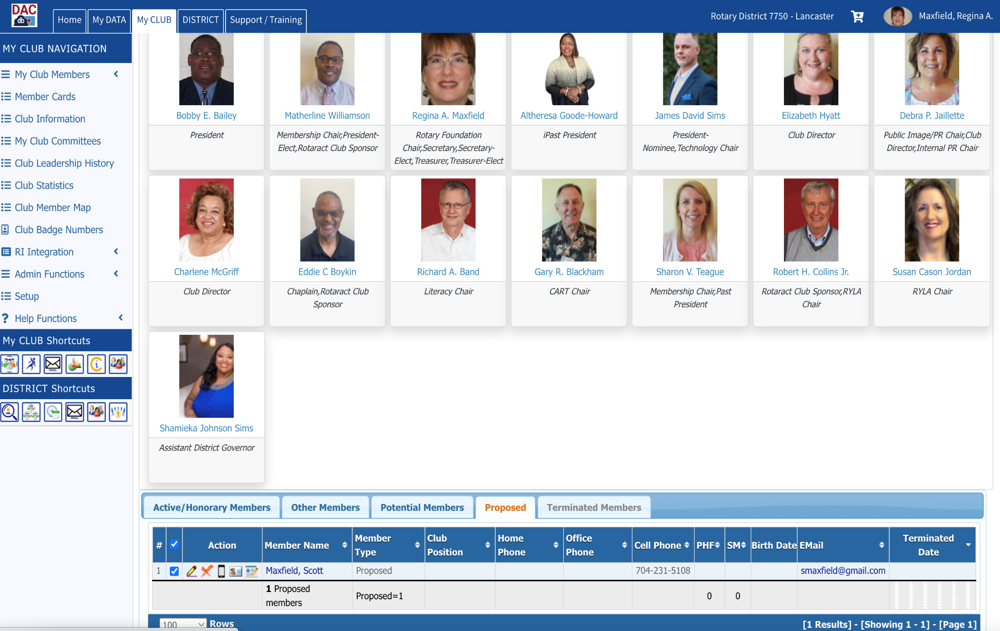 DAC
db
Home
My DATA
My CLUB
DISTRICT
Support / Training
Rotary District 7750 - Lancaster
Maxfield, Regina A.
MY CLUB NAVIGATION
My Club Members
Member Cards
Club Information
My Club Committees
Club Leadership History
Club Statistics
Club Member Map
Club Badge Numbers
RI Integration
Admin Functions
Setup
Help Functions
My CLUB Shortcuts
PMAIL
DISTRICT Shortcuts
PMAIL
Bobby E. Bailey
President
Matherline Williamson
Membership Chair,President-
Elect,Rotaract Club Sponsor
Regina A. Maxfield
Rotary Foundation
Chair,Secretary,Secretary-
Elect,Treasurer,Treasurer-Elect
Altheresa Goode-Howard
iPast President
James David Sims
President-
Nominee,Technology Chair
Elizabeth Hyatt
Club Director
Debra P. Jaillette
Public Image/PR Chair,Club
Director,Internal PR Chair
Charlene McGriff
Club Director
Eddie C Boykin
Chaplain,Rotaract Club
Sponsor
Richard A. Band
Literacy Chair
Gary R. Blackham
CART Chair
Sharon V. Teague
Membership Chair,Past
President
Robert H. Collins Jr.
Rotaract Club Sponsor,RYLA
Chair
Susan Cason Jordan
RYLA Chair
Shamieka Johnson Sims
Assistant District Governor
Active/Honorary Members
Other Members
Potential Members
Proposed
Terminated Members
#
Action
Member Name
Member
Type
Club
Position
Home
Phone
Office
Phone
Cell Phone
PHF
SM
Birth Date
EMail
Terminated
Date
1
Maxfield, Scott
Proposed
704-231-5108
smaxfield@gmail.com
1 Proposed
members
Proposed=1
0
0
100
Rows
[1 Results] - [Showing 1 - 1] - [Page 1]